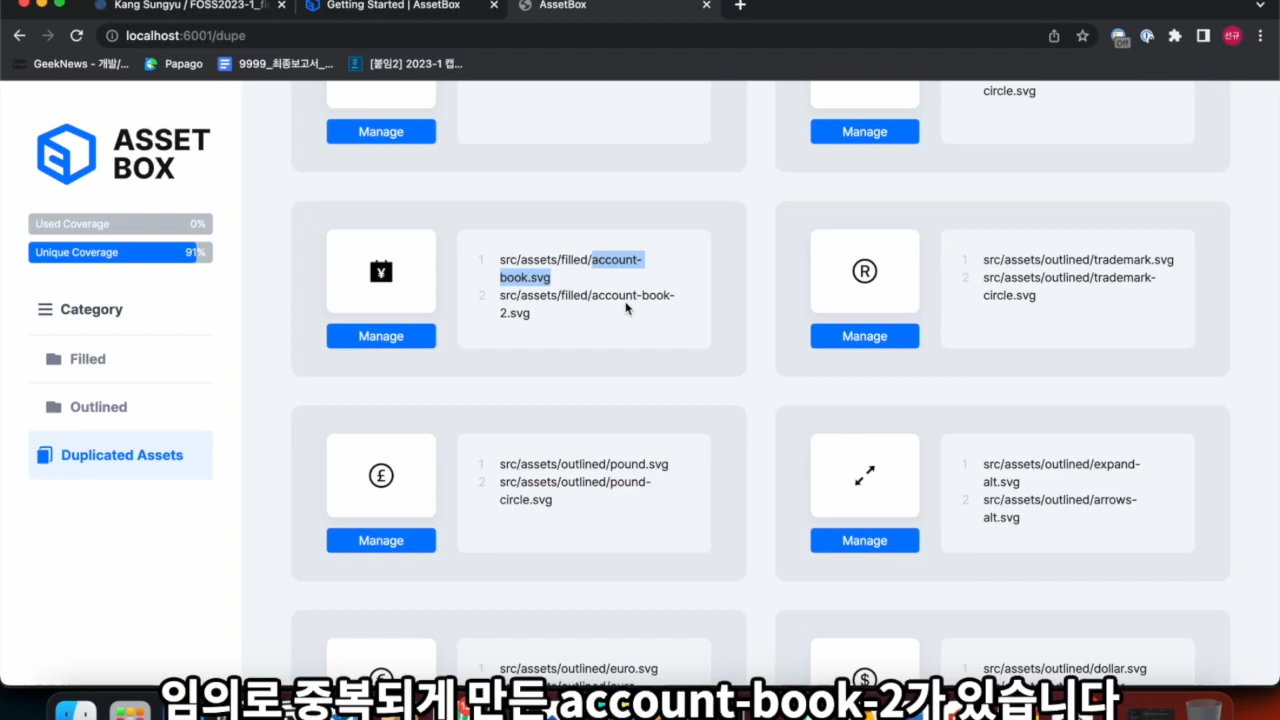 Kang Sungyu / FOSS2023-1_fi
Getting Started | AssetBox
AssetBox
localhost:6001/dupe
Off
선규
GeekNews - 개발/...
Papago
9999_최종보고서_...
[붙임2] 2023-1 캡...
ASSET
BOX
Used Coverage 0%
Unique Coverage 91%
Category
Filled
Outlined
Duplicated Assets
Manage
circle.svg
Manage
¥
Manage
1 src/assets/filled/account-
book.svg
2 src/assets/filled/account-book-
2.svg
R
Manage
1 src/assets/outlined/trademark.svg
2 src/assets/outlined/trademark-
circle.svg
£
Manage
1 src/assets/outlined/pound.svg
2 src/assets/outlined/pound-
circle.svg
Manage
1 src/assets/outlined/expand-
alt.svg
2 src/assets/outlined/arrows-
alt.svg
1 src/assets/outlined/euro.svg
$
1 src/assets/outlined/dollar.svg
임의로 중복되게 만든 account-book-2가 있습니다